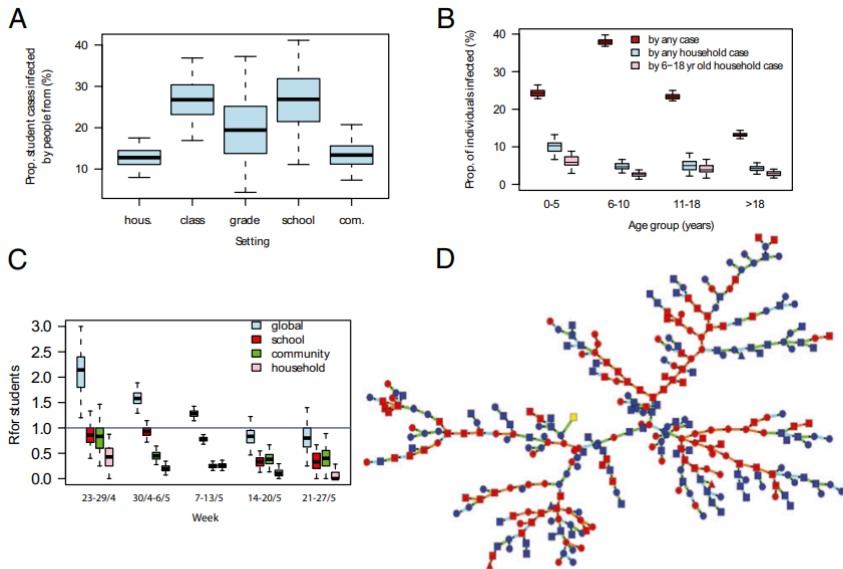 A
Prop. student cases infected
by people from (%)
40
30
20
10
hous.
class
grade
school
com.
Setting
B
Prop. of individuals infected (%)
40
30
20
10
0
by any case
by any household case
by 6−18 yr old household case
0-5
6-10
11-18
>18
Age group (years)
C
Rfor students
3.0
2.5
2.0
1.5
1.0
0.5
0.0
global
school
community
household
23-29/4
30/4-6/5
7-13/5
14-20/5
21-27/5
Week
D